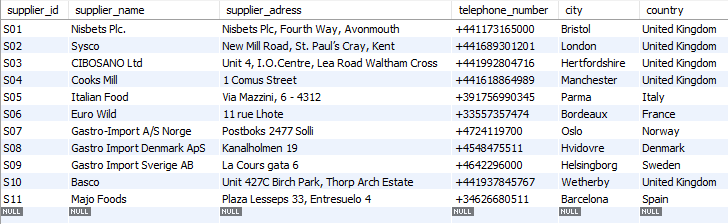 supplier_id supplier_name supplier_adress telephone_number city country
S01 Nisbets Plc. Nisbets Plc, Fourth Way, Avonmouth +441173165000 Bristol United Kingdom
S02 Sysco New Mill Road, St. Paul's Cray, Kent +441689301201 London United Kingdom
S03 CIBOSANO Ltd Unit 4, I.O.Centre, Lea Road Waltham Cross +441992804716 Hertfordshire United Kingdom
S04 Cooks Mill 1 Comus Street +441618864989 Manchester United Kingdom
S05 Italian Food Via Mazzini, 6 - 4312 +391756990345 Parma Italy
S06 Euro Wild 11 rue Lhote +33557357474 Bordeaux France
S07 Gastro-Import A/S Norge Postboks 2477 Solli +4724119700 Oslo Norway
S08 Gastro Import Denmark ApS Kanalholmen 19 +4548475511 Hvidovre Denmark
S09 Gastro Import Sverige AB La Cours gata 6 +4642296000 Helsingborg Sweden
S10 Basco Unit 427C Birch Park, Thorp Arch Estate +441937845767 Wetherby United Kingdom
S11 Majo Foods Plaza Lesseps 33, Entresuelo 4 +34626680511 Barcelona Spain
NULL NULL NULL NULL NULL NULL